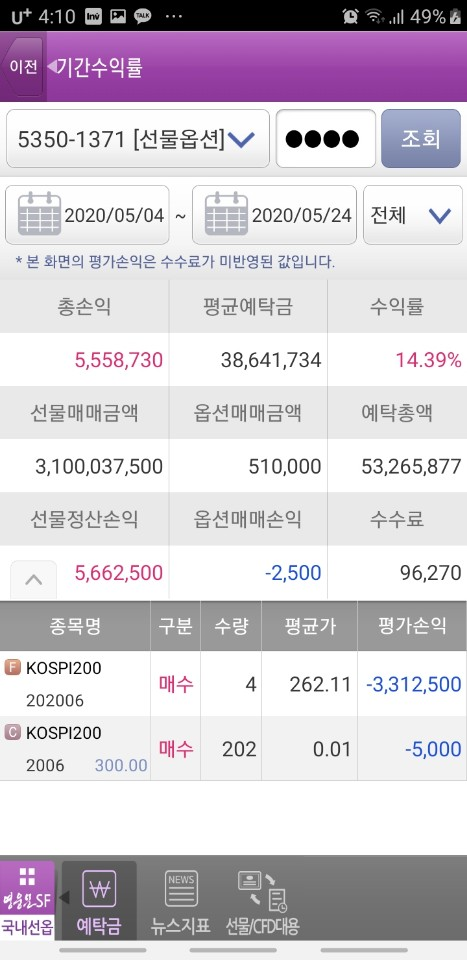 U+ 4:10 Inv TALK ... 49%
이전 기간수익률
5350-1371 [선물옵션] ●●●● 조회
2020/05/04 ~ 2020/05/24 전체
* 본 화면의 평가손익은 수수료가 미반영된 값입니다.
총손익 평균예탁금 수익률
5,558,730 38,641,734 14.39%
선물매매금액 옵션매매금액 예탁총액
3,100,037,500 510,000 53,265,877
선물정산손익 옵션매매손익 수수료
5,662,500 -2,500 96,270
종목명 구분 수량 평균가 평가손익
F KOSPI200
202006 매수 4 262.11 -3,312,500
C KOSPI200
2006 300.00 매수 202 0.01 -5,000
NEWS
영웅문SF
국내선옵 예탁금 뉴스지표 선물/CFD대용